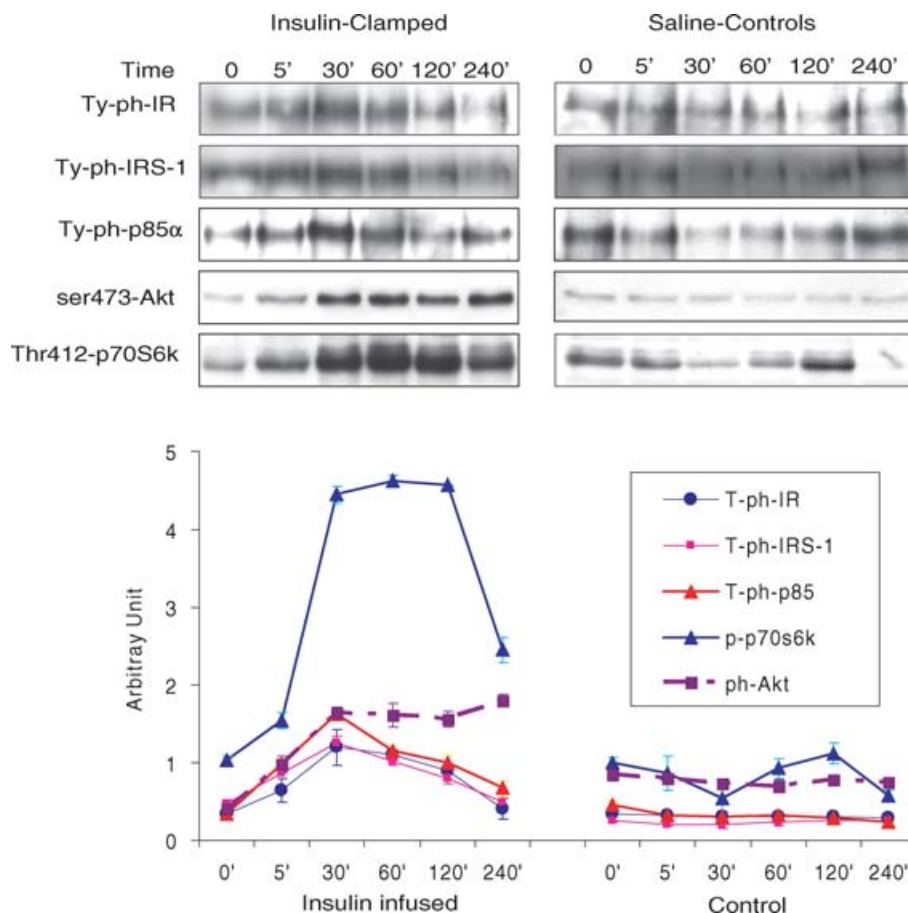 Insulin-Clamped Saline-Controls
Time 0 5' 30' 60' 120' 240' 0 5' 30' 60' 120' 240'
Ty-ph-IR
Ty-ph-IRS-1
Ty-ph-p85α
ser473-Akt
Thr412-p70S6k
5
4
3
2
1
0
Arbitray Unit
T-ph-IR
T-ph-IRS-1
T-ph-p85
p-p70s6k
ph-Akt
0' 5' 30' 60' 120' 240' 0' 5' 30' 60' 120' 240'
Insulin infused Control